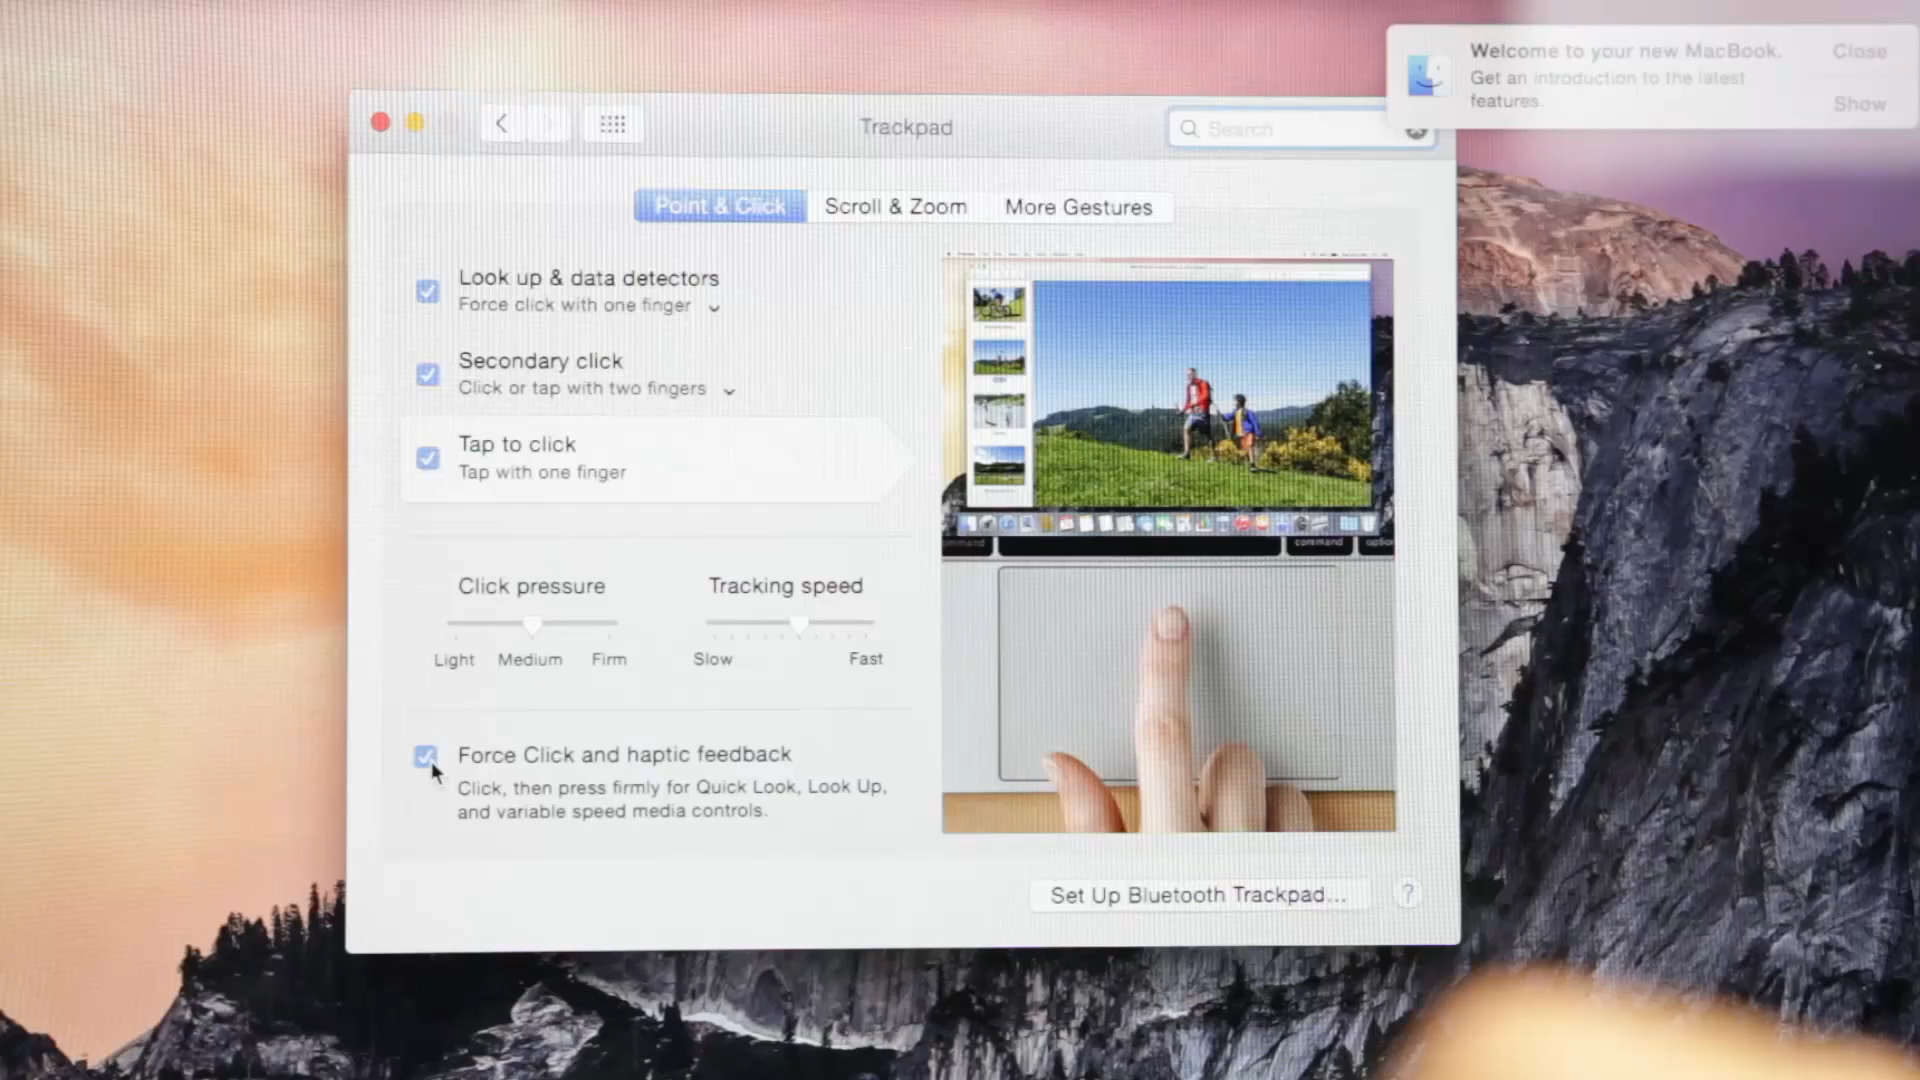 Welcome to your new MacBook.
Close
Get an introduction to the latest
features.
Show
Trackpad
Search
Point & Click
Scroll & Zoom
More Gestures
Look up & data detectors
Force click with one finger
Secondary click
Click or tap with two fingers
Tap to click
Tap with one finger
command
optio
Click pressure
Tracking speed
Light
Medium
Firm
Slow
Fast
Force Click and haptic feedback
Click, then press firmly for Quick Look, Look Up,
and variable speed media controls.
Set Up Bluetooth Trackpad...
?